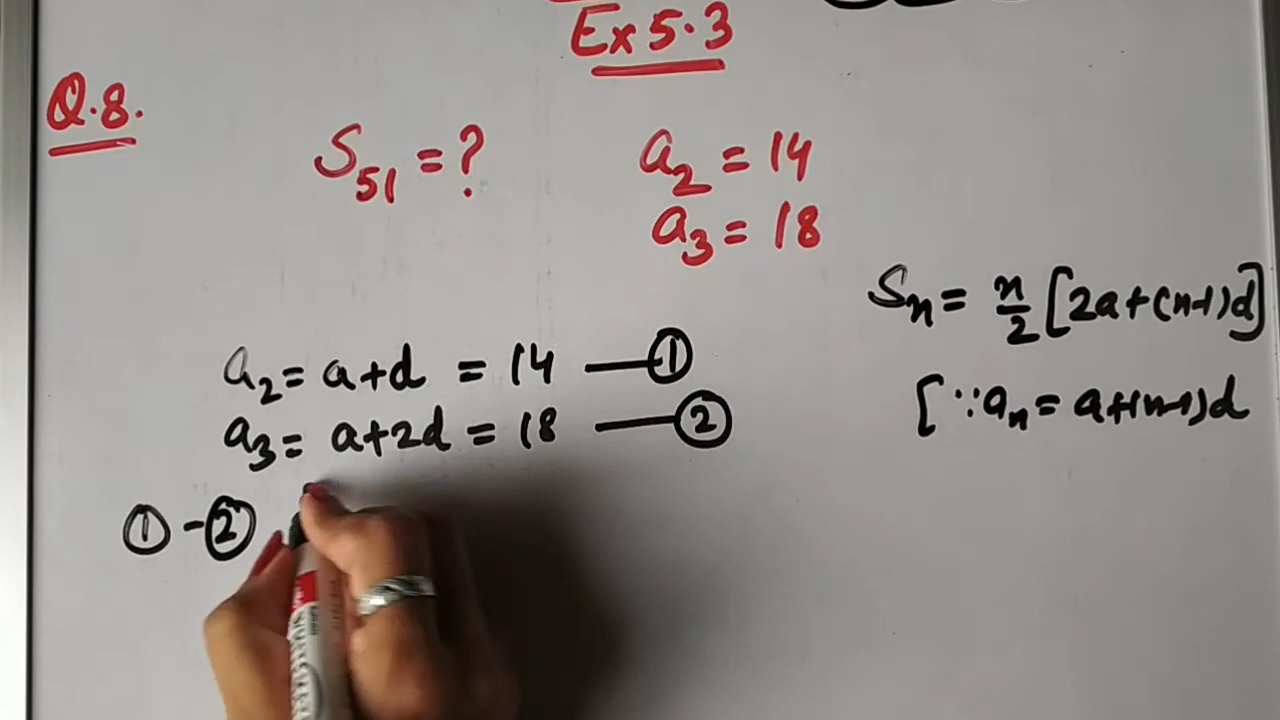 Ex 5.3
Q.8.
S₅₁ = ?
a₂ = 14
a₃ = 18
Sₙ = n/2 [2a+(n-1)d]
[∵ aₙ = a+(n-1)d
a₂ = a+d = 14 —①
a₃ = a+2d = 18 —②
① - ②